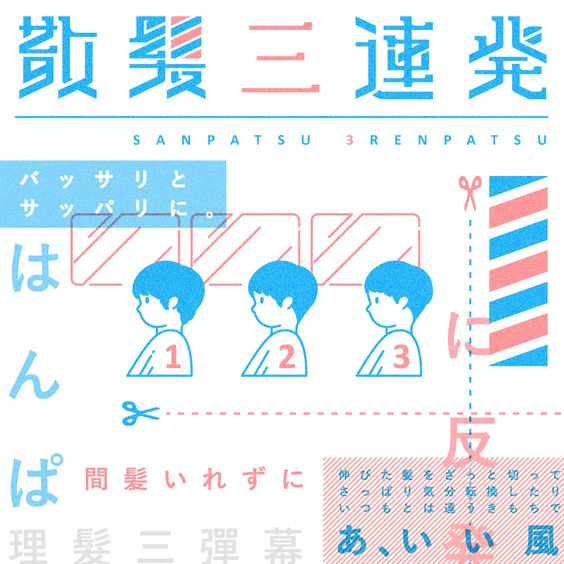 散髪三連発
SANPATSU 3RENPATSU
バッサリと
サッパリに。
はんぱ
に反発
1 2 3
間髪いれずに
伸びた髪をざっと切って
さっぱり気分転換したり
いつもとは違うきもちで
あ、いい風
理髪三彈幕